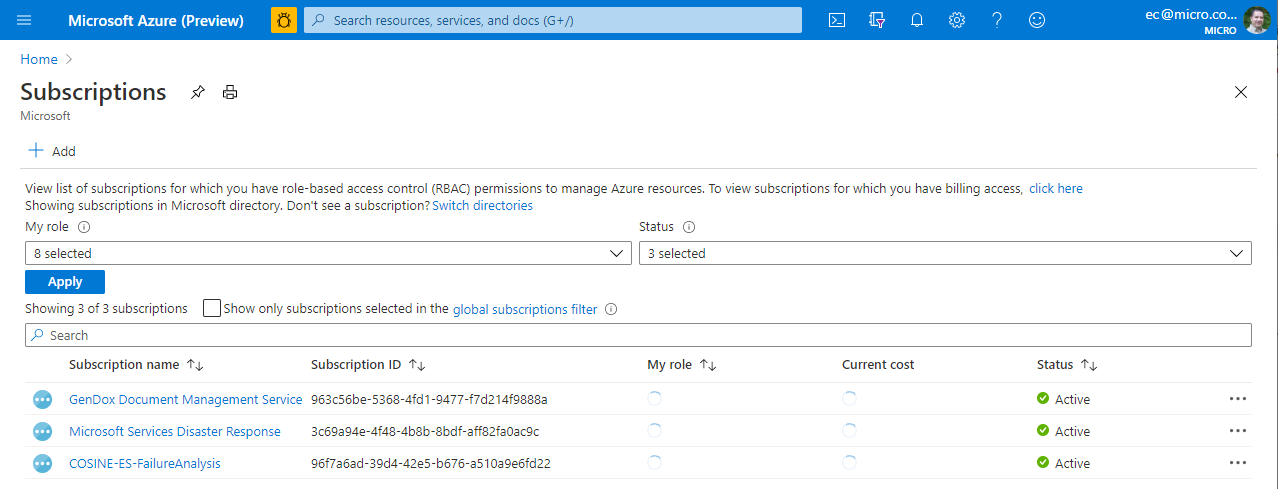 Microsoft Azure (Preview) Search resources, services, and docs (G+/) ec@micro.co...
MICRO
Home
Subscriptions
Microsoft
Add
View list of subscriptions for which you have role-based access control (RBAC) permissions to manage Azure resources. To view subscriptions for which you have billing access, click here
Showing subscriptions in Microsoft directory. Don't see a subscription? Switch directories
My role Status
8 selected 3 selected
Apply
Showing 3 of 3 subscriptions Show only subscriptions selected in the global subscriptions filter
Search
Subscription name Subscription ID My role Current cost Status
GenDox Document Management Service 963c56be-5368-4fd1-9477-f7d214f9888a Active
Microsoft Services Disaster Response 3c69a94e-4f48-4b8b-8bdf-aff82fa0ac9c Active
COSINE-ES-FailureAnalysis 96f7a6ad-39d4-42e5-b676-a510a9e6fd22 Active